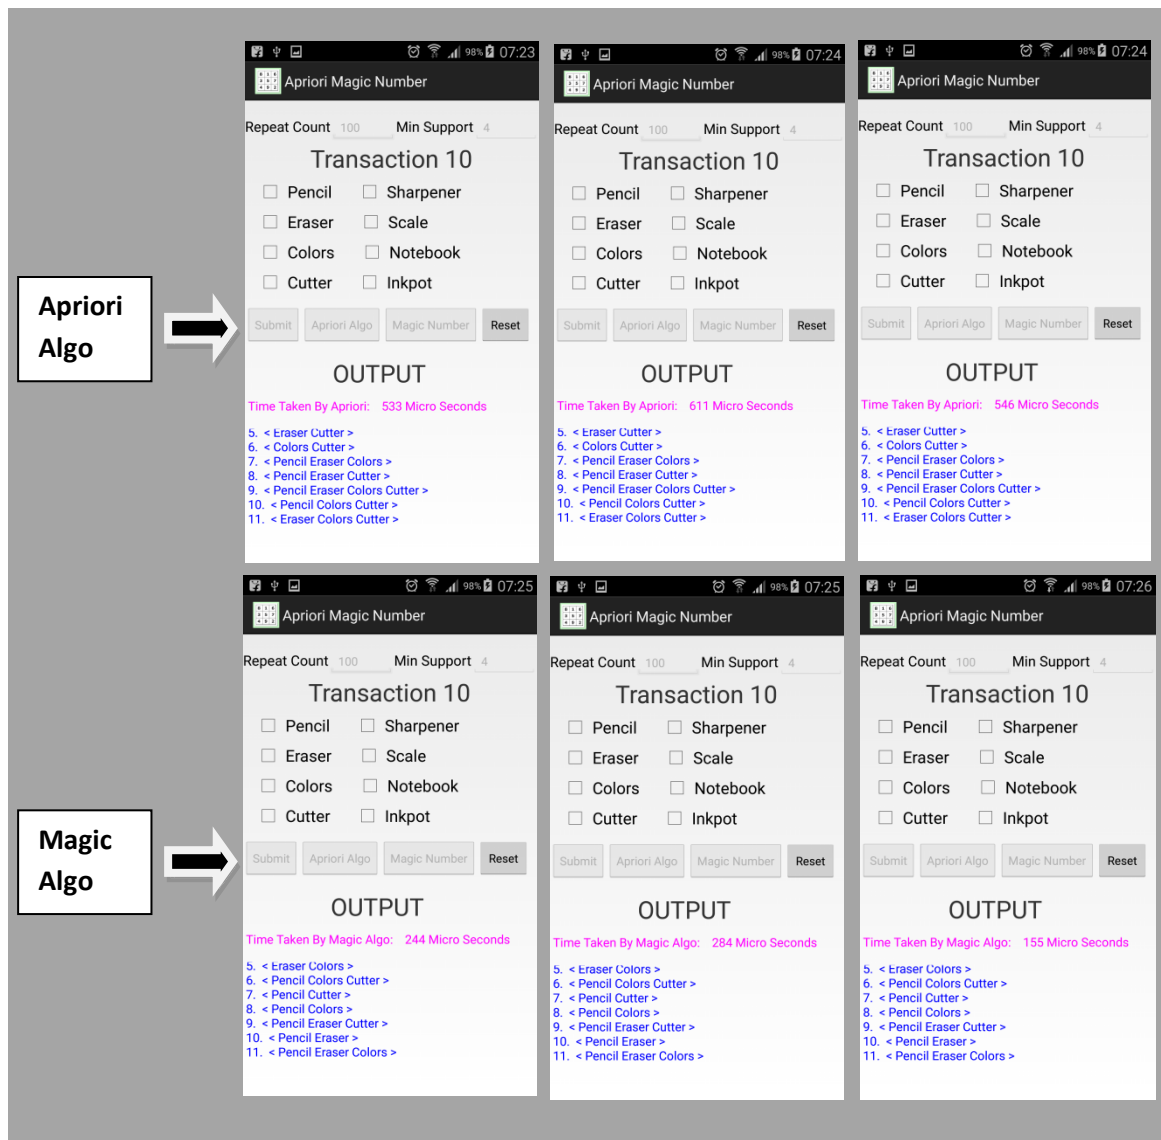 07:23
98%
Apriori Magic Number
Repeat Count 100 Min Support 4
Transaction 10
Pencil Sharpener
Eraser Scale
Colors Notebook
Cutter Inkpot
Submit Apriori Algo Magic Number Reset
OUTPUT
Time Taken By Apriori: 533 Micro Seconds
5. < Eraser Cutter >
6. < Colors Cutter >
7. < Pencil Eraser Colors >
8. < Pencil Eraser Cutter >
9. < Pencil Eraser Colors Cutter >
10. < Pencil Colors Cutter >
11. < Eraser Colors Cutter >
98% 07:24
Apriori Magic Number
Repeat Count 100 Min Support 4
Transaction 10
Pencil Sharpener
Eraser Scale
Colors Notebook
Cutter Inkpot
Submit Apriori Algo Magic Number Reset
OUTPUT
Time Taken By Apriori: 611 Micro Seconds
5. < Eraser Cutter >
6. < Colors Cutter >
7. < Pencil Eraser Colors >
8. < Pencil Eraser Cutter >
9. < Pencil Eraser Colors Cutter >
10. < Pencil Colors Cutter >
11. < Eraser Colors Cutter >
98% 07:24
Apriori Magic Number
Repeat Count 100 Min Support 4
Transaction 10
Pencil Sharpener
Eraser Scale
Colors Notebook
Cutter Inkpot
Submit Apriori Algo Magic Number Reset
OUTPUT
Time Taken By Apriori: 546 Micro Seconds
5. < Eraser Cutter >
6. < Colors Cutter >
7. < Pencil Eraser Colors >
8. < Pencil Eraser Cutter >
9. < Pencil Eraser Colors Cutter >
10. < Pencil Colors Cutter >
11. < Eraser Colors Cutter >
Apriori
Algo
98% 07:25
Apriori Magic Number
Repeat Count 100 Min Support 4
Transaction 10
Pencil Sharpener
Eraser Scale
Colors Notebook
Cutter Inkpot
Submit Apriori Algo Magic Number Reset
OUTPUT
Time Taken By Magic Algo: 244 Micro Seconds
5. < Eraser Colors >
6. < Pencil Colors Cutter >
7. < Pencil Cutter >
8. < Pencil Colors >
9. < Pencil Eraser Cutter >
10. < Pencil Eraser >
11. < Pencil Eraser Colors >
98% 07:25
Apriori Magic Number
Repeat Count 100 Min Support 4
Transaction 10
Pencil Sharpener
Eraser Scale
Colors Notebook
Cutter Inkpot
Submit Apriori Algo Magic Number Reset
OUTPUT
Time Taken By Magic Algo: 284 Micro Seconds
5. < Eraser Colors >
6. < Pencil Colors Cutter >
7. < Pencil Cutter >
8. < Pencil Colors >
9. < Pencil Eraser Cutter >
10. < Pencil Eraser >
11. < Pencil Eraser Colors >
98% 07:26
Apriori Magic Number
Repeat Count 100 Min Support 4
Transaction 10
Pencil Sharpener
Eraser Scale
Colors Notebook
Cutter Inkpot
Submit Apriori Algo Magic Number Reset
OUTPUT
Time Taken By Magic Algo: 155 Micro Seconds
5. < Eraser Colors >
6. < Pencil Colors Cutter >
7. < Pencil Cutter >
8. < Pencil Colors >
9. < Pencil Eraser Cutter >
10. < Pencil Eraser >
11. < Pencil Eraser Colors >
Magic
Algo